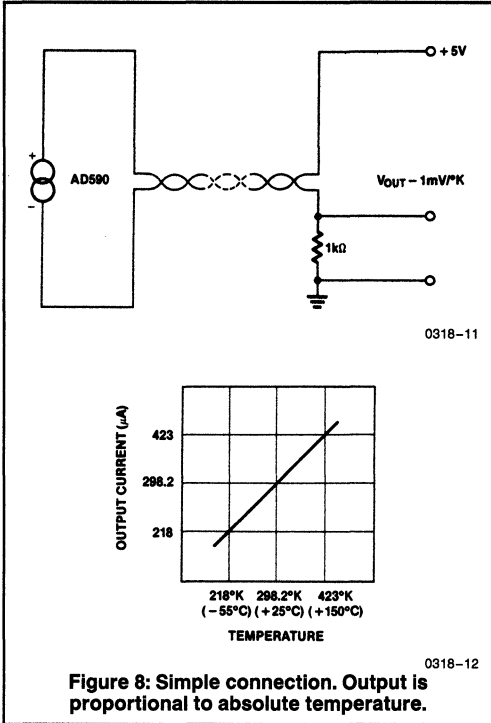 + 5V
+
AD590
−
VOUT − 1mV/°K
1kΩ
0318–11
OUTPUT CURRENT (μA)
423
298.2
218
218°K 298.2°K 423°K
(−55°C) (+25°C) (+150°C)
TEMPERATURE
0318–12
Figure 8: Simple connection. Output is
proportional to absolute temperature.